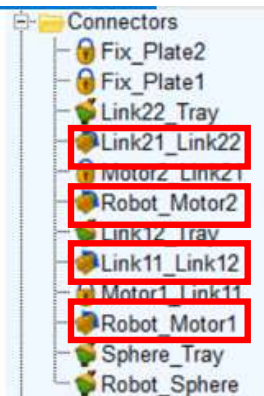 Connectors
Fix_Plate2
Fix_Plate1
Link22_Tray
Link21_Link22
Motor2_Link21
Robot_Motor2
Link12_Tray
Link11_Link12
Motor1_Link11
Robot_Motor1
Sphere_Tray
Robot_Sphere